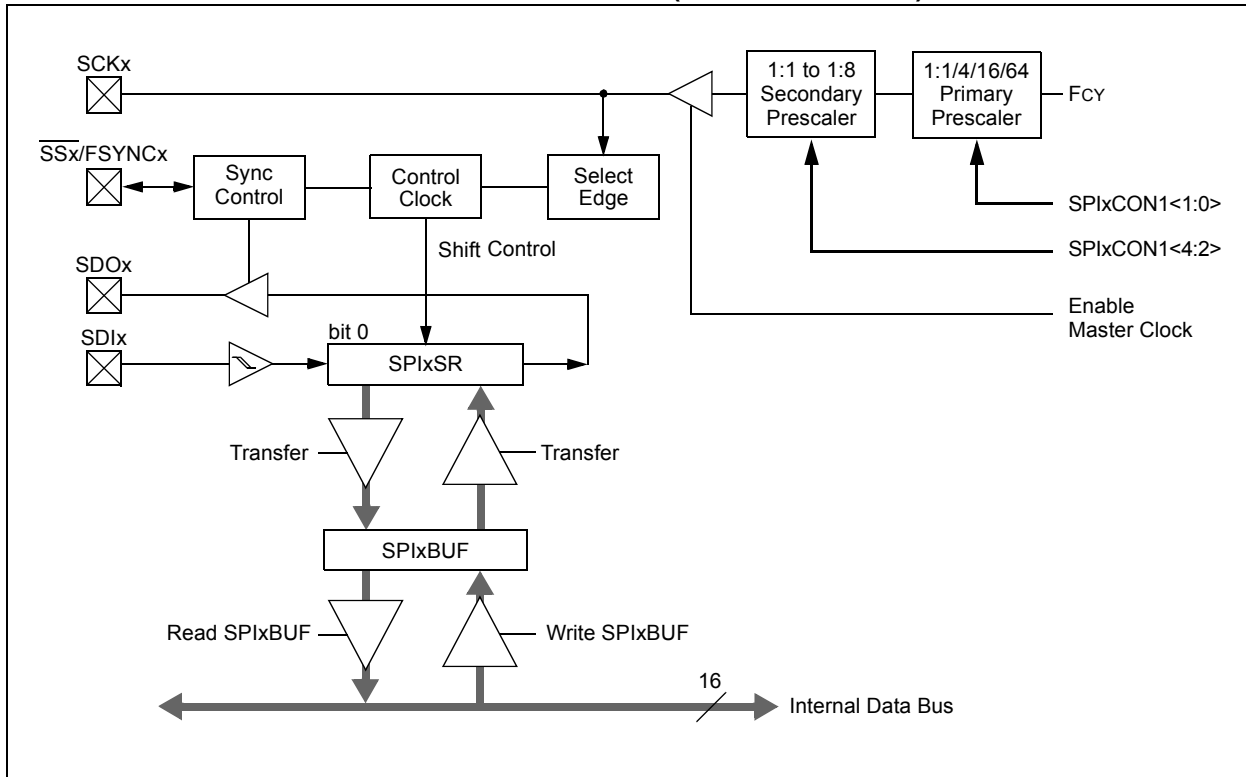 SCKx
1:1 to 1:8
Secondary
Prescaler
1:1/4/16/64
Primary
Prescaler
FCY
SSx/FSYNCx
Sync
Control
Control
Clock
Select
Edge
SPIxCON1<1:0>
Shift Control
SPIxCON1<4:2>
SDOx
Enable
Master Clock
SDIx
bit 0
SPIxSR
Transfer
Transfer
SPIxBUF
Read SPIxBUF
Write SPIxBUF
16
Internal Data Bus